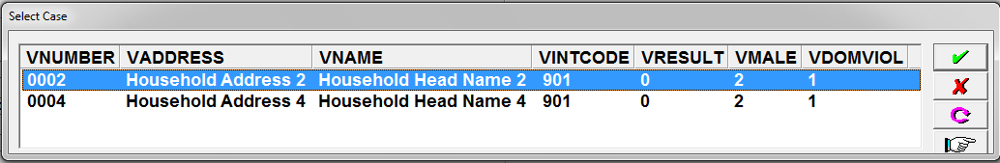 Select Case
VNUMBER VADDRESS VNAME VINTCODE VRESULT VMALE VDOMVIOL
0002 Household Address 2 Household Head Name 2 901 0 2 1
0004 Household Address 4 Household Head Name 4 901 0 2 1